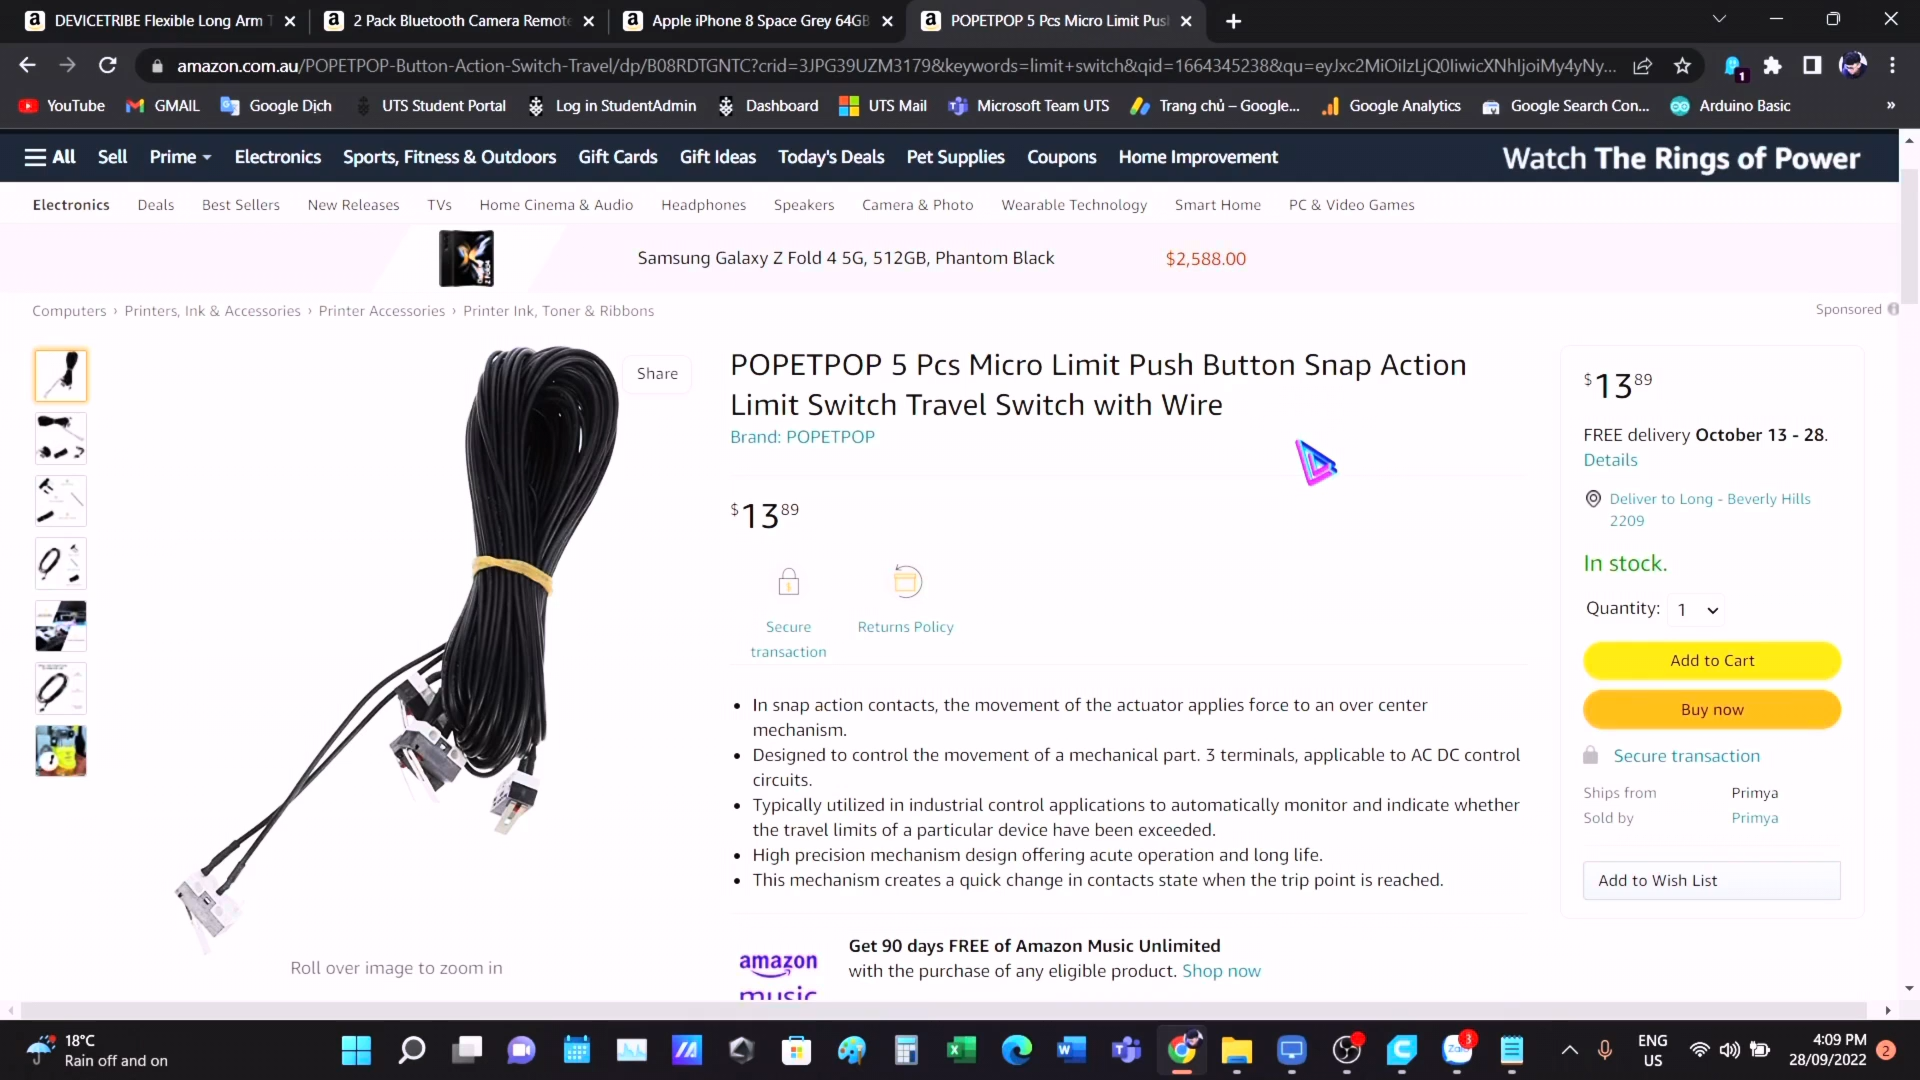 DEVICETRIBE Flexible Long Arm T
2 Pack Bluetooth Camera Remote
Apple iPhone 8 Space Grey 64GB
POPETPOP 5 Pcs Micro Limit Pus
amazon.com.au/POPETPOP-Button-Action-Switch-Travel/dp/B08RDTGNTC?crid=3JPG39UZM3179&keywords=limit+switch&qid=1664345238&qu=eyJxc2MiOiIzLjQ0IiwicXNhIjoiMy4yNy...
1
YouTube
GMAIL
Google Dịch
UTS Student Portal
Log in StudentAdmin
Dashboard
UTS Mail
Microsoft Team UTS
Trang chủ – Google...
Google Analytics
Google Search Con...
Arduino Basic
»
All Sell Prime Electronics Sports, Fitness & Outdoors Gift Cards Gift Ideas Today's Deals Pet Supplies Coupons Home Improvement
Watch The Rings of Power
Electronics Deals Best Sellers New Releases TVs Home Cinema & Audio Headphones Speakers Camera & Photo Wearable Technology Smart Home PC & Video Games
Samsung Galaxy Z Fold 4 5G, 512GB, Phantom Black $2,588.00
Computers › Printers, Ink & Accessories › Printer Accessories › Printer Ink, Toner & Ribbons
Sponsored
Share
POPETPOP 5 Pcs Micro Limit Push Button Snap Action
Limit Switch Travel Switch with Wire
Brand: POPETPOP
$13 89
Secure
transaction
Returns Policy
• In snap action contacts, the movement of the actuator applies force to an over center
mechanism.
• Designed to control the movement of a mechanical part. 3 terminals, applicable to AC DC control
circuits.
• Typically utilized in industrial control applications to automatically monitor and indicate whether
the travel limits of a particular device have been exceeded.
• High precision mechanism design offering acute operation and long life.
• This mechanism creates a quick change in contacts state when the trip point is reached.
amazon
music
Get 90 days FREE of Amazon Music Unlimited
with the purchase of any eligible product. Shop now
Roll over image to zoom in
$13 89
FREE delivery October 13 - 28.
Details
Deliver to Long - Beverly Hills
2209
In stock.
Quantity: 1
Add to Cart
Buy now
Secure transaction
Ships from Primya
Sold by Primya
Add to Wish List
18°C
Rain off and on
3
ENG
US
4:09 PM
28/09/2022
2